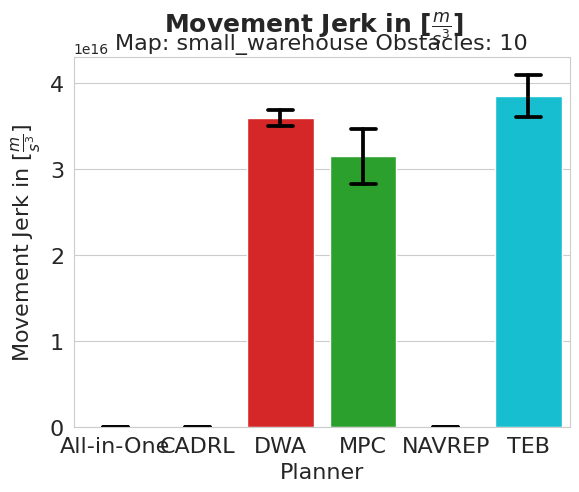 Movement Jerk in [m/s³]
Map: small_warehouse Obstacles: 10
1e16
4
3
2
1
0
Movement Jerk in [m/s³]
All-in-One CADRL DWA MPC NAVREP TEB
Planner